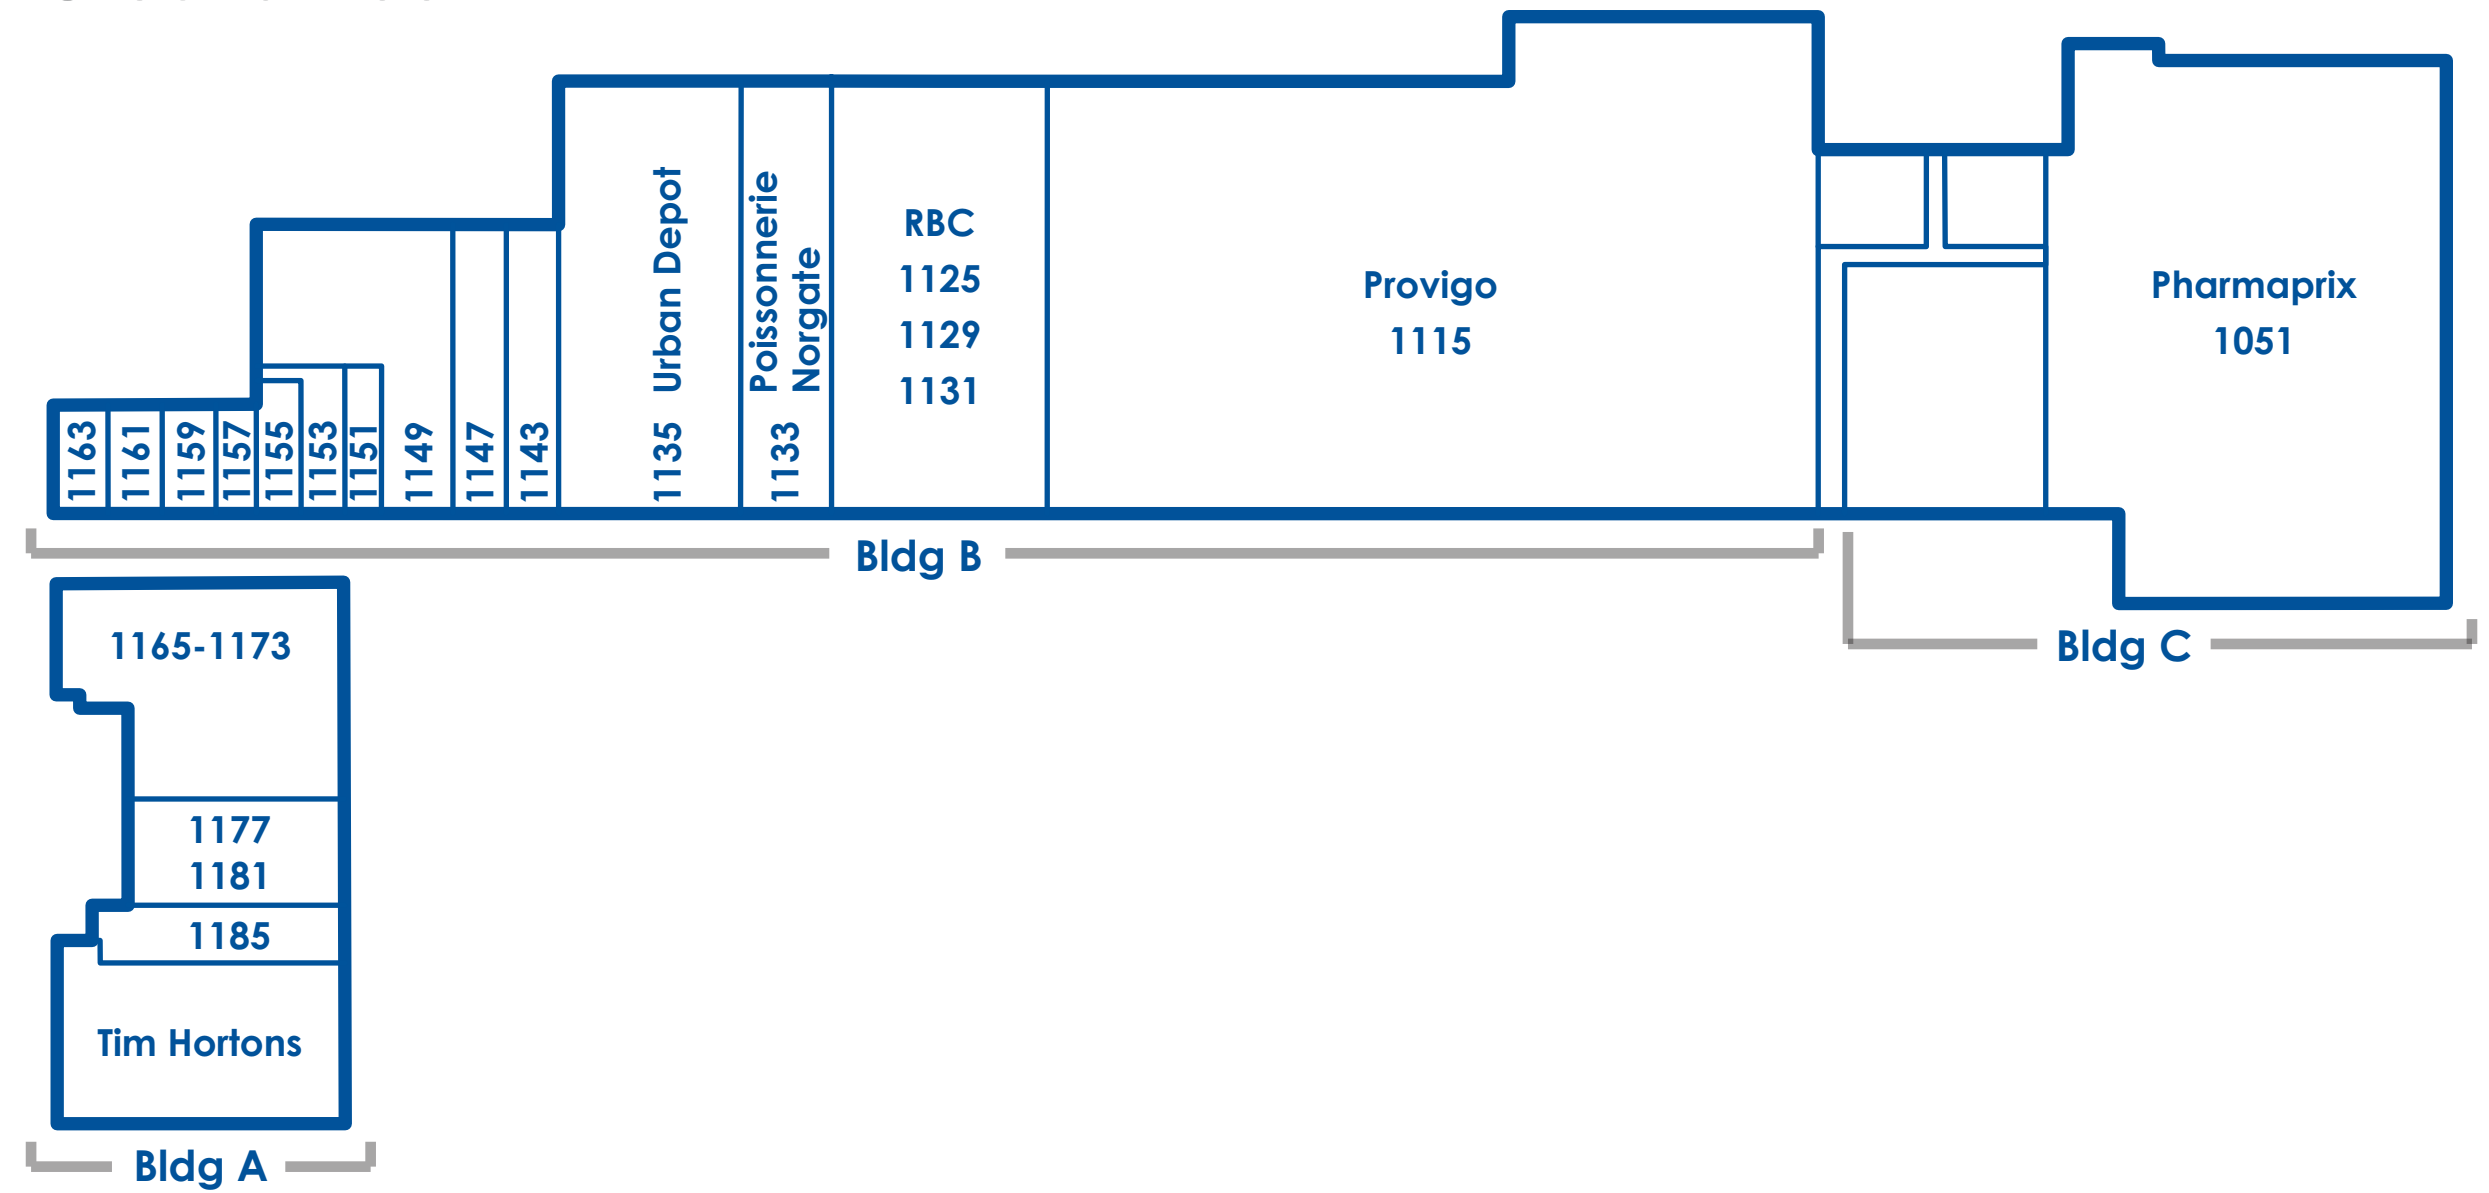 1163
1161
1159
1157
1155
1153
1151
1149
1147
1143
1135 Urban Depot
1133 Poissonnerie
Norgate
RBC
1125
1129
1131
Provigo
1115
Pharmaprix
1051
Bldg B
Bldg C
1165-1173
1177
1181
1185
Tim Hortons
Bldg A